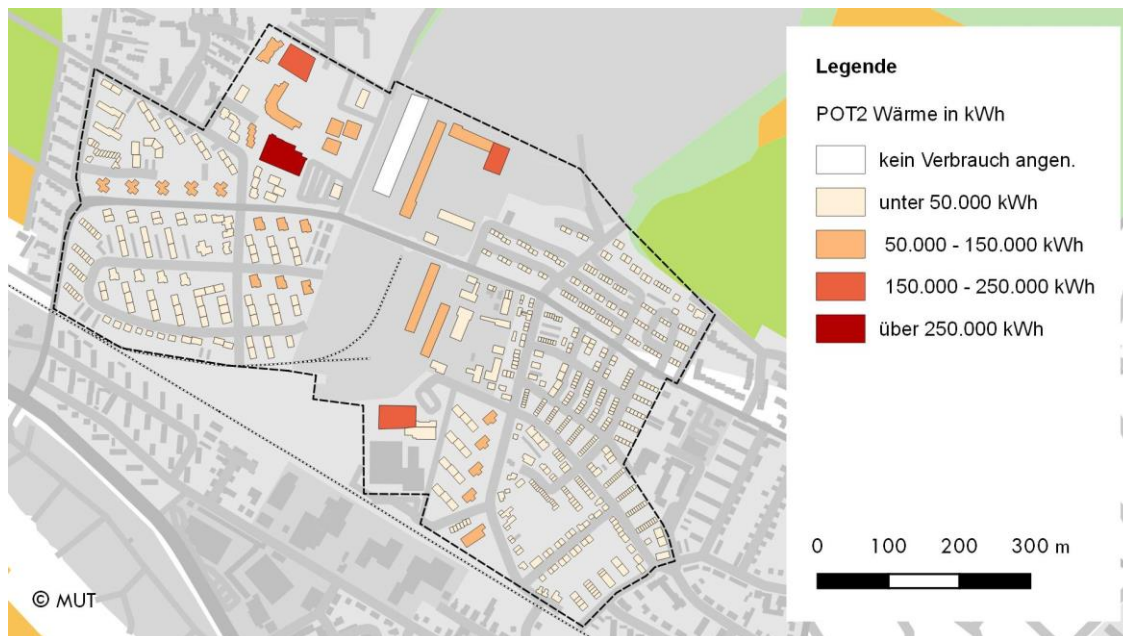 Legende
POT2 Wärme in kWh
kein Verbrauch angen.
unter 50.000 kWh
50.000 - 150.000 kWh
150.000 - 250.000 kWh
über 250.000 kWh
0 100 200 300 m
© MUT